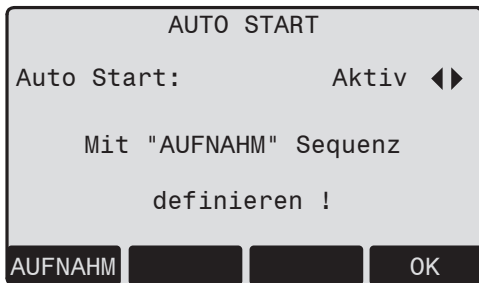 AUTO START
Auto Start: Aktiv
Mit "AUFNAHM" Sequenz
definieren !
AUFNAHM OK